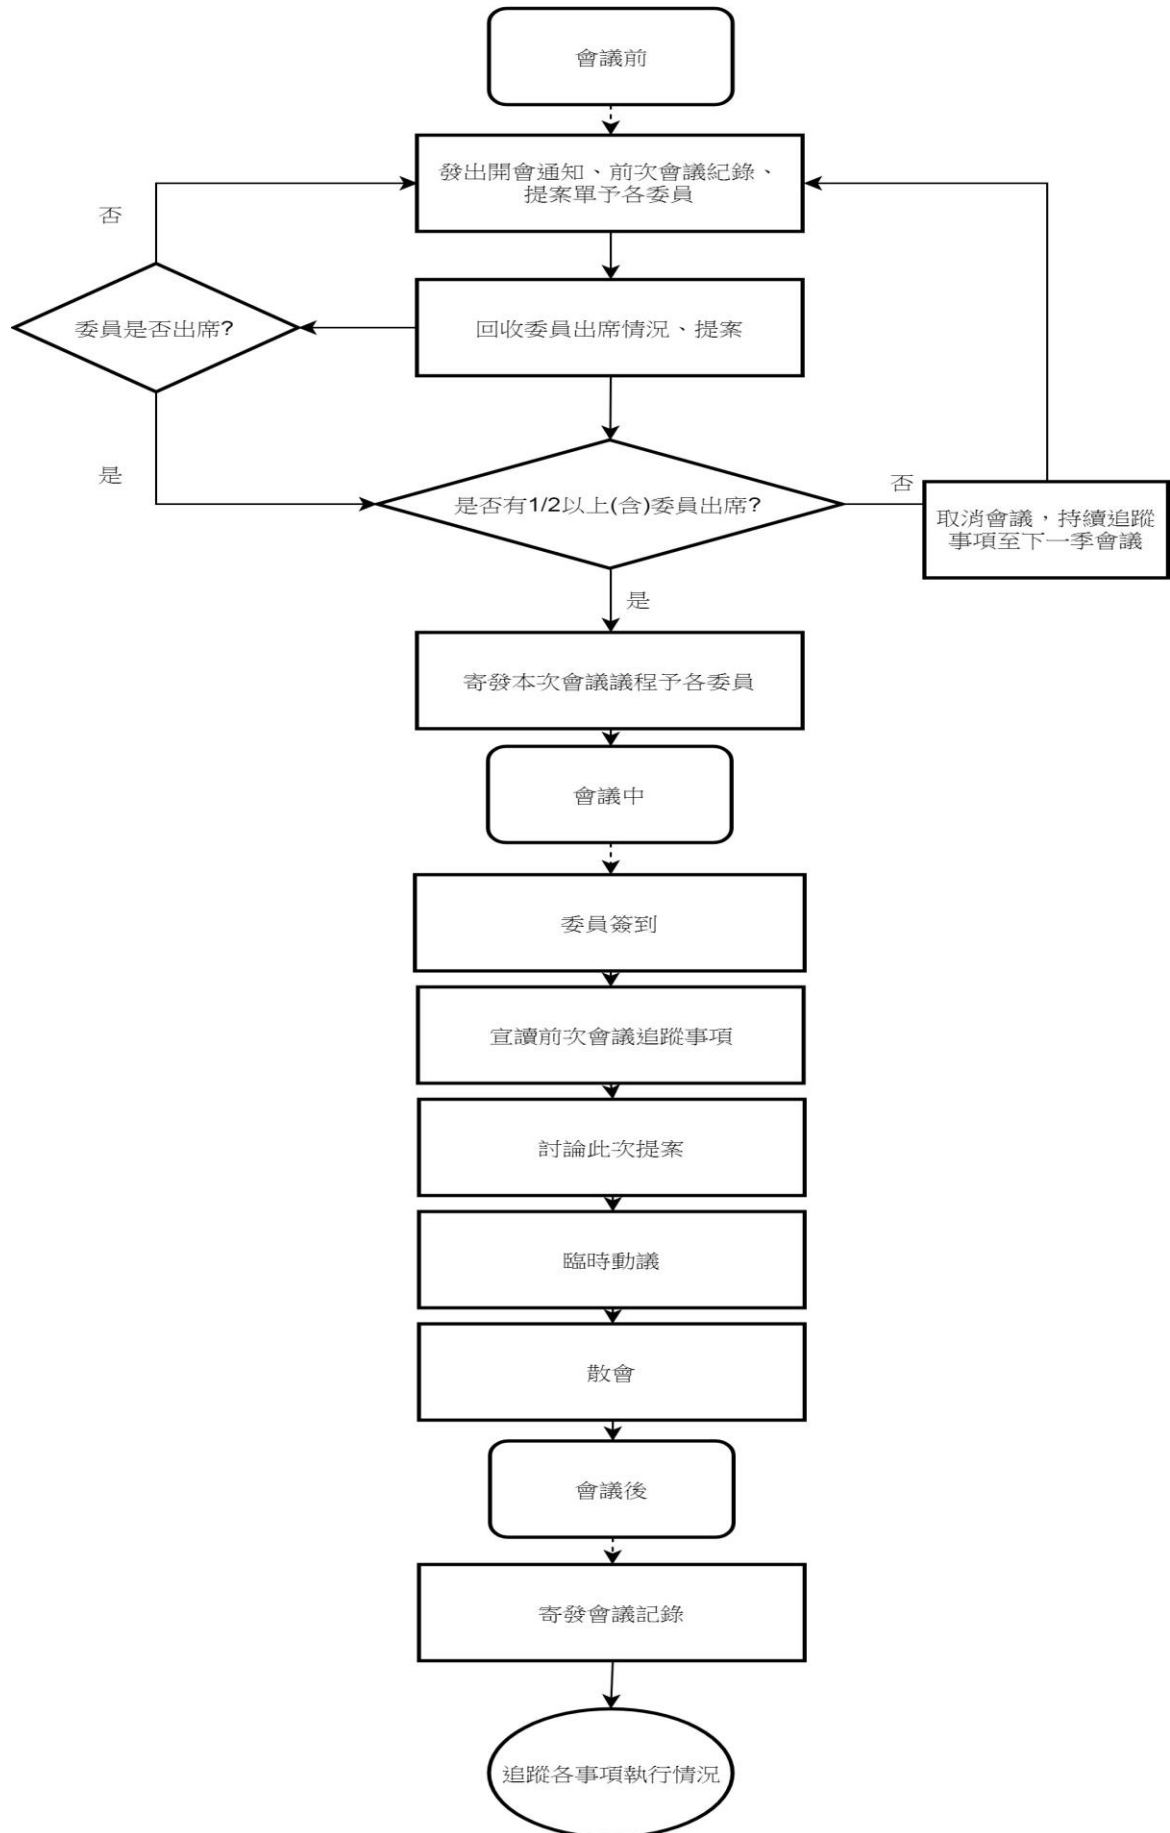 會議前
發出開會通知、前次會議紀錄、
提案單予各委員
否
委員是否出席?
回收委員出席情況、提案
是
是否有1/2以上(含)委員出席?
否
取消會議，持續追蹤
事項至下一季會議
是
寄發本次會議議程予各委員
會議中
委員簽到
宣讀前次會議追蹤事項
討論此次提案
臨時動議
散會
會議後
寄發會議記錄
追蹤各事項執行情況